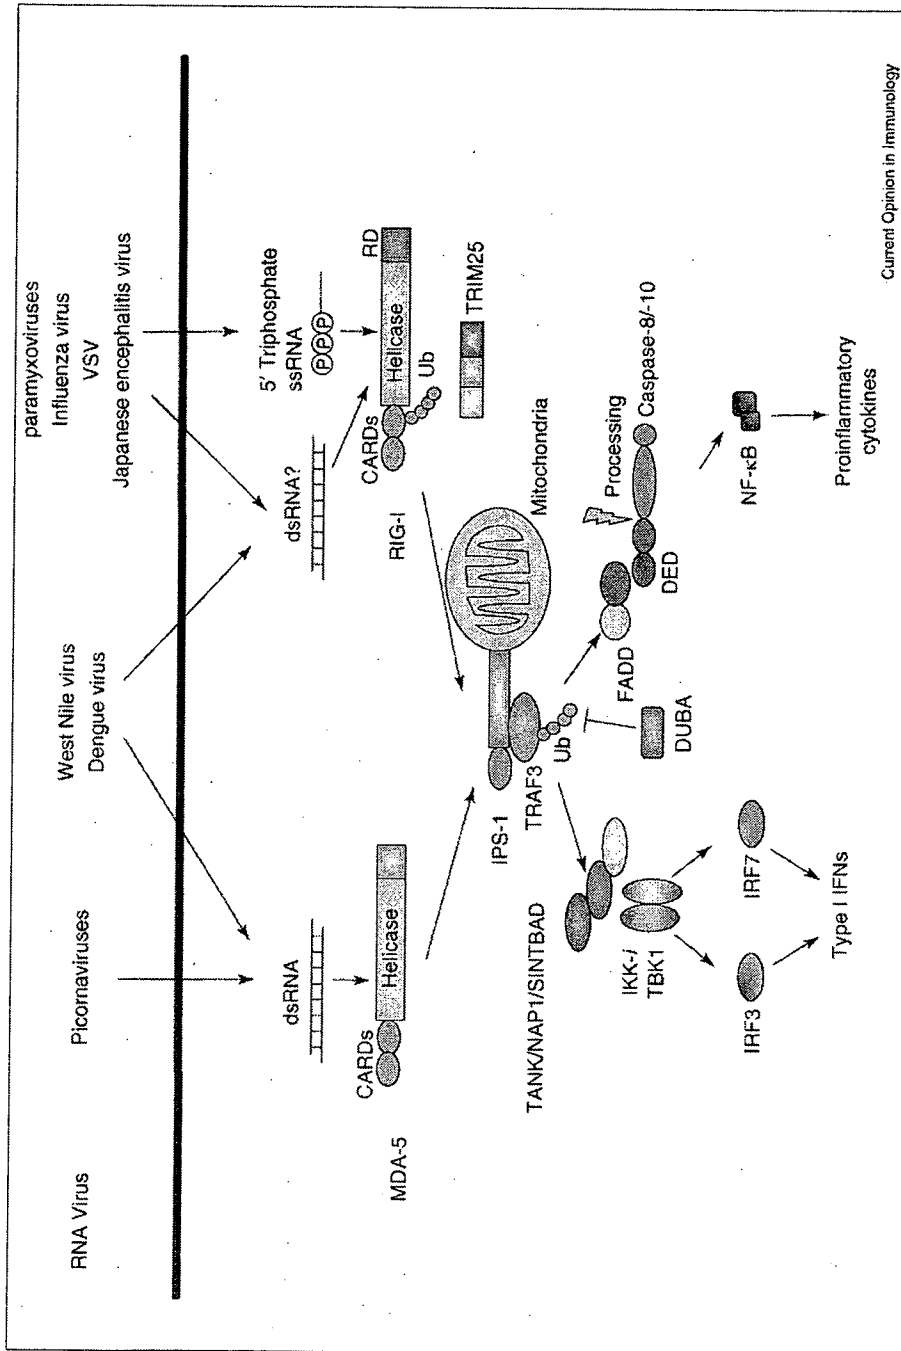 RNA Virus
Picornaviruses
West Nile virus
Dengue virus
paramyxoviruses
Influenza virus
VSV
Japanese encephalitis virus
dsRNA
dsRNA?
5′ Triphosphate
ssRNA
PPP
MDA-5
CARDs
Helicase
RIG-I
CARDs
Helicase
RD
Ub
TRIM25
IPS-1
Mitochondria
TRAF3
Ub
TANK/NAP1/SINTBAD
DUBA
FADD
Processing
DED
Caspase-8/-10
IKK-i/
TBK1
NF-κB
IRF3
IRF7
Type I IFNs
Proinflammatory
cytokines
Current Opinion in Immunology